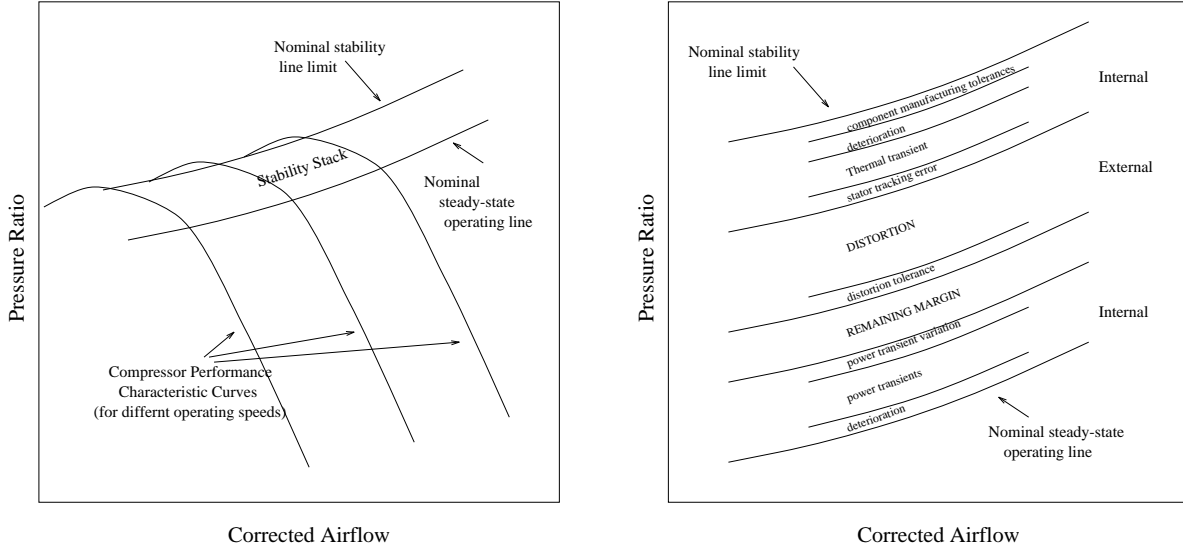 Nominal stability
line limit
Stability Stack
Nominal
steady-state
operating line
Compressor Performance
Characteristic Curves
(for differnt operating speeds)
Pressure Ratio
Corrected Airflow
Nominal stability
line limit
component manufacturing tolerances
deterioration
Thermal transient
stator tracking error
DISTORTION
distortion tolerance
REMAINING MARGIN
power transient variation
power transients
deterioration
Internal
External
Internal
Nominal steady-state
operating line
Pressure Ratio
Corrected Airflow